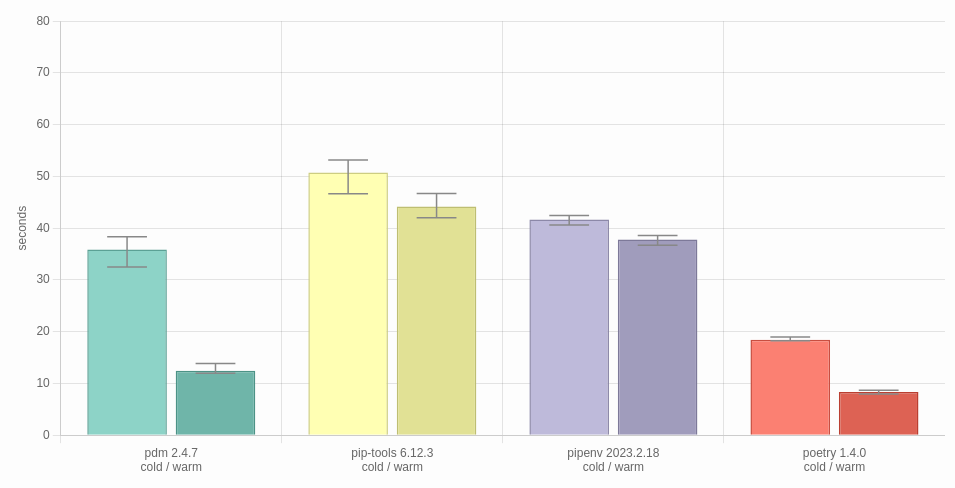 80
70
60
50
40
30
20
10
0
seconds
pdm 2.4.7
cold / warm
pip-tools 6.12.3
cold / warm
pipenv 2023.2.18
cold / warm
poetry 1.4.0
cold / warm